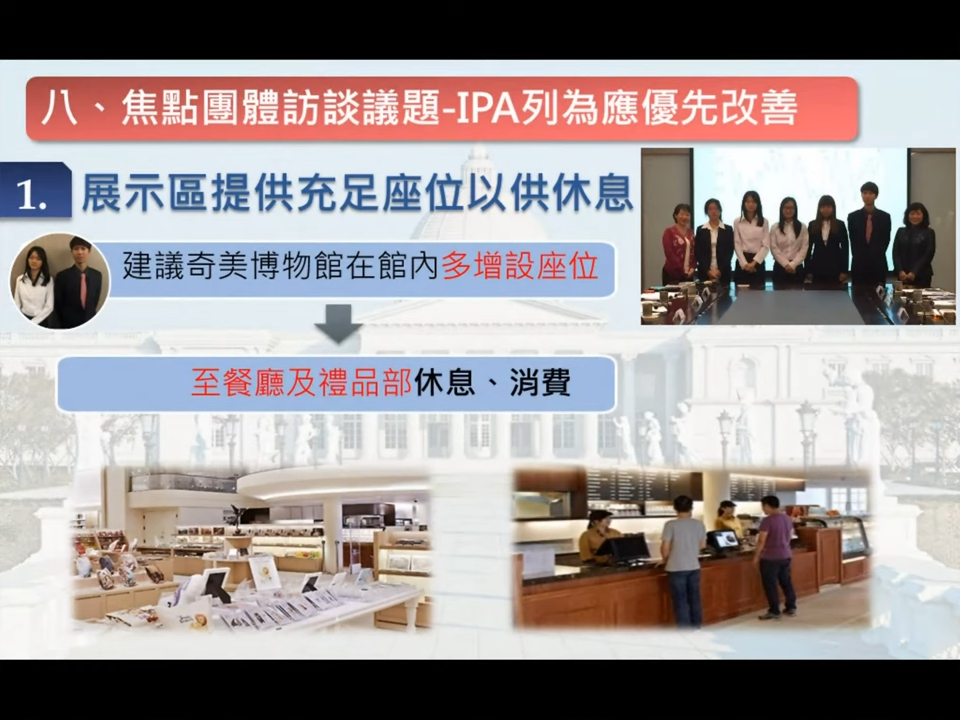 八、焦點團體訪談議題-IPA列為應優先改善
1. 展示區提供充足座位以供休息
建議奇美博物館在館內多增設座位
至餐廳及禮品部休息、消費